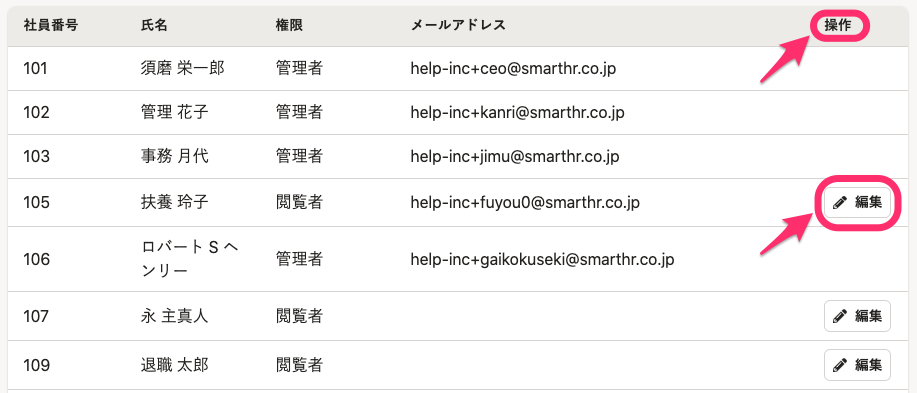 社員番号 氏名 権限 メールアドレス 操作
101 須磨 栄一郎 管理者 help-inc+ceo@smarthr.co.jp
102 管理 花子 管理者 help-inc+kanri@smarthr.co.jp
103 事務 月代 管理者 help-inc+jimu@smarthr.co.jp
105 扶養 玲子 閲覧者 help-inc+fuyou0@smarthr.co.jp 編集
106 ロバート S ヘ
ンリー 管理者 help-inc+gaikokuseki@smarthr.co.jp
107 永 主真人 閲覧者 編集
109 退職 太郎 閲覧者 編集